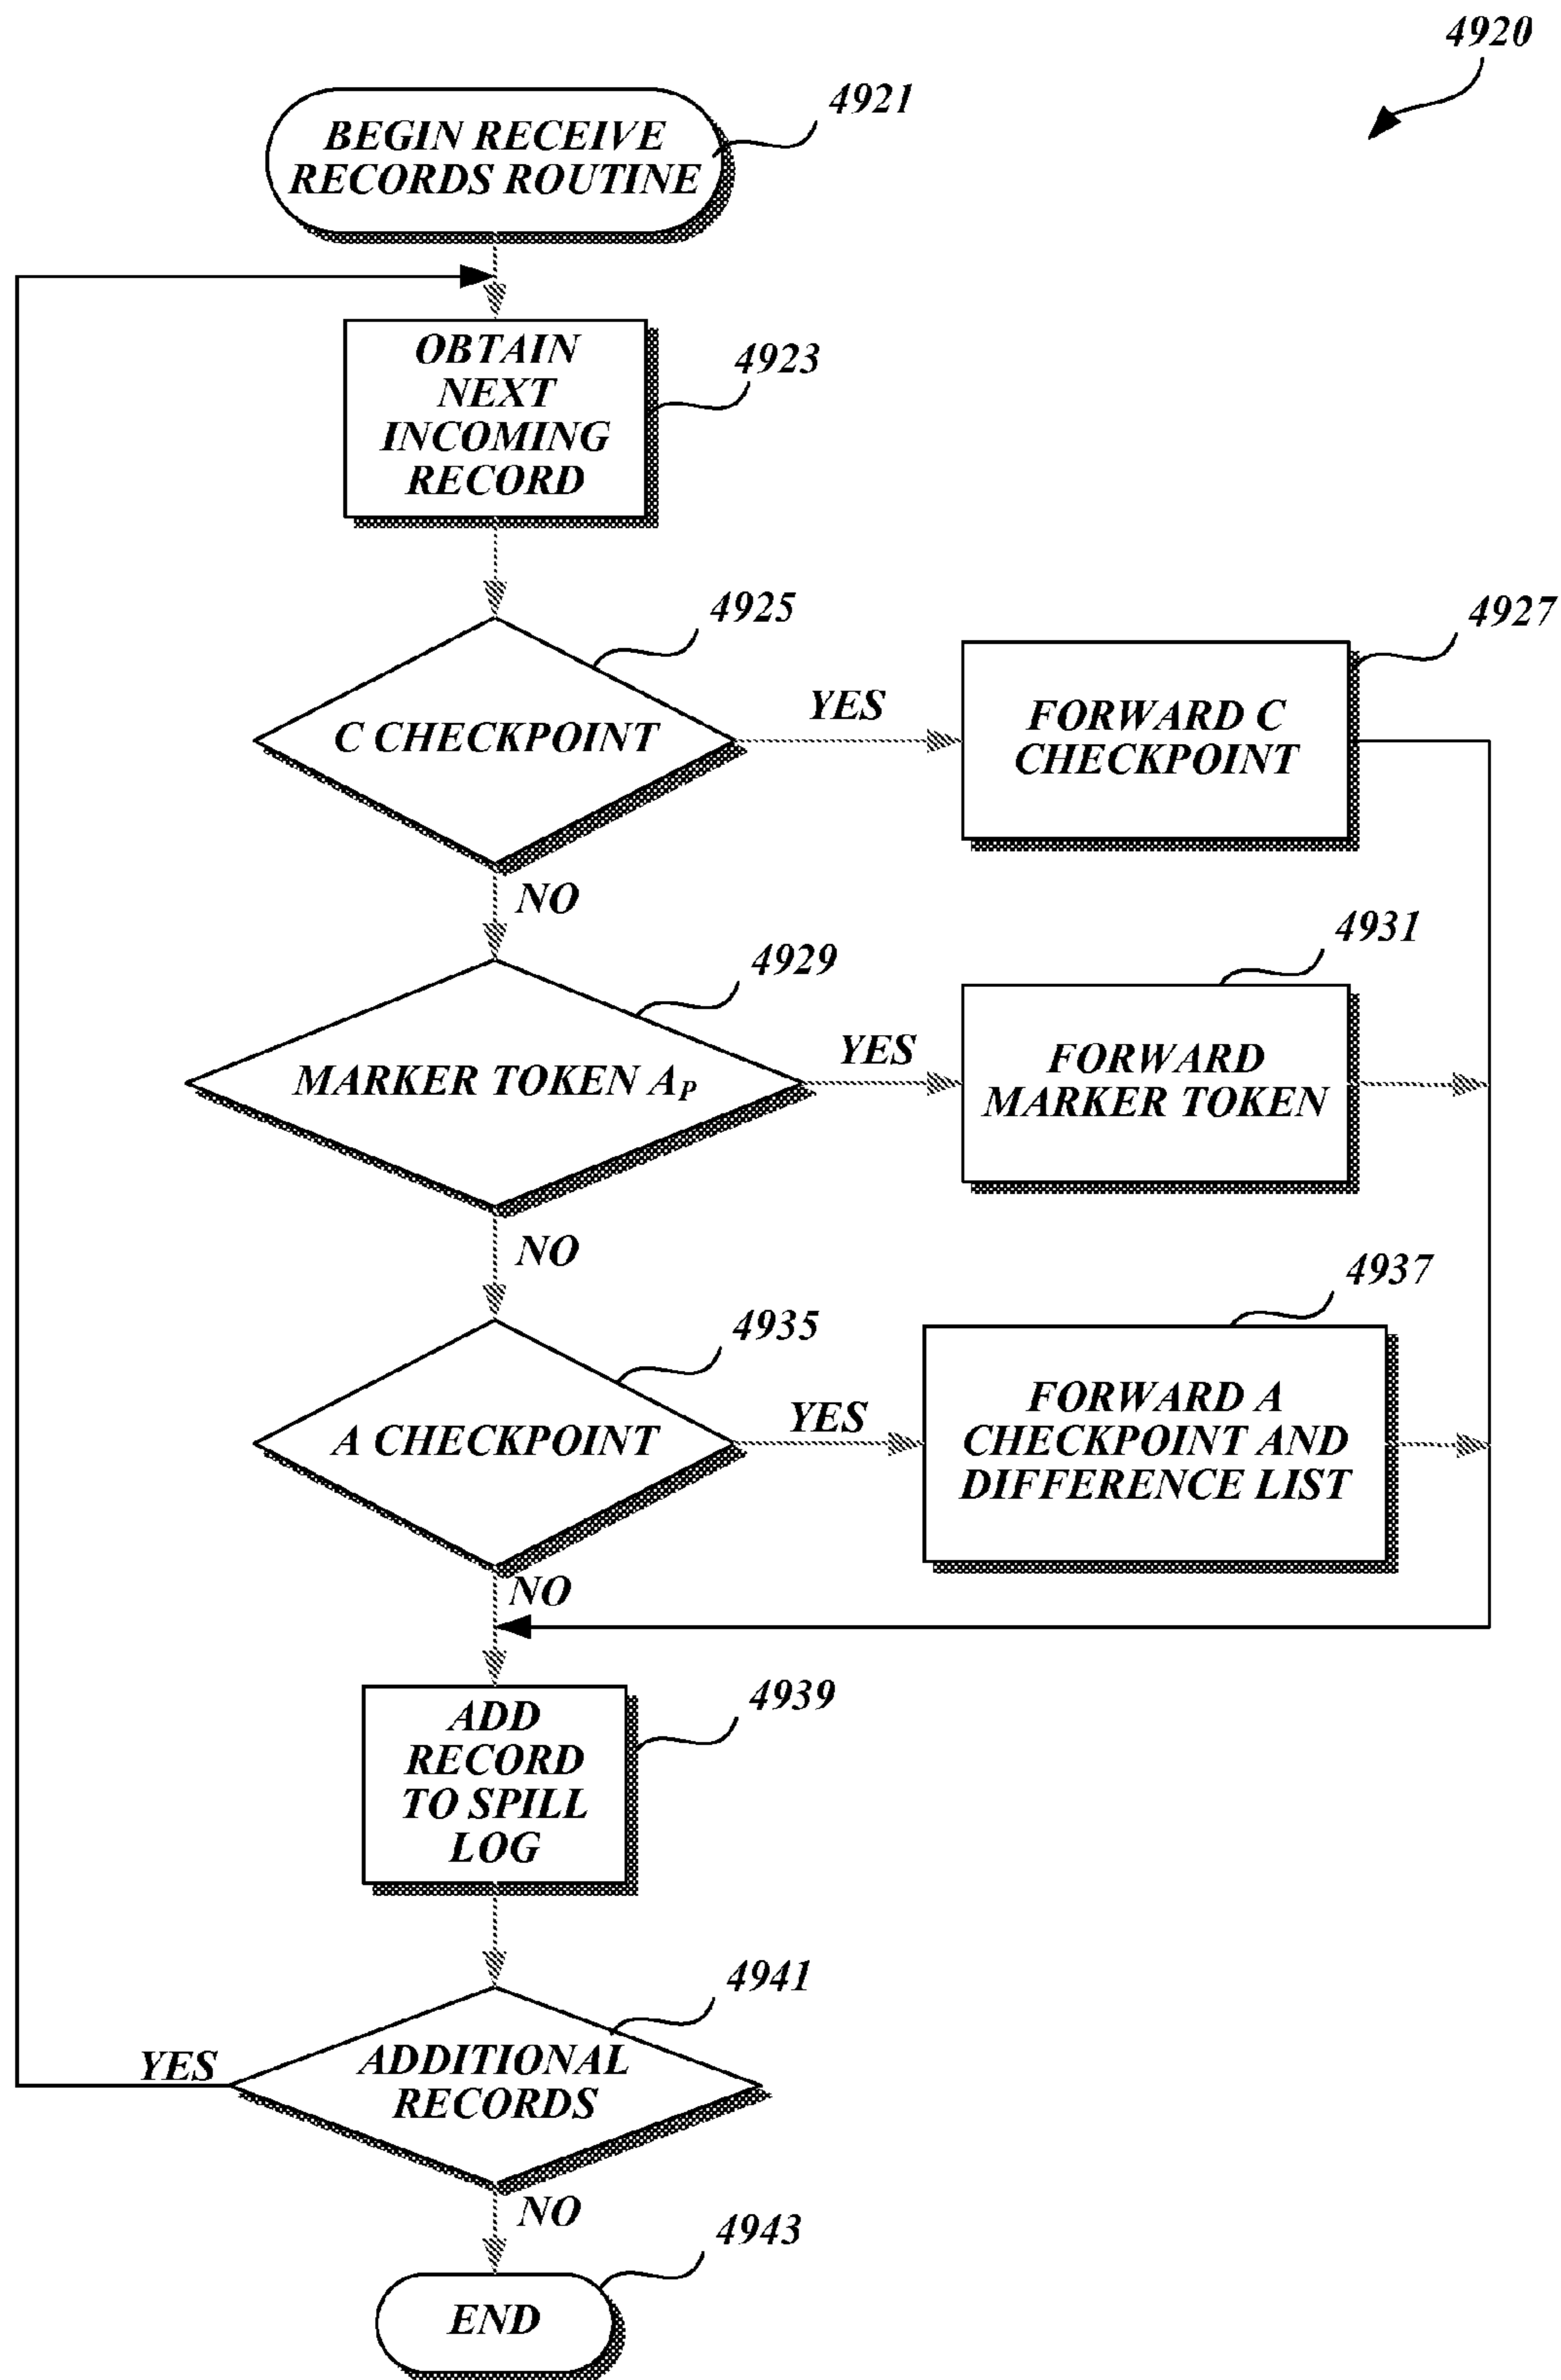 4920
4921
BEGIN RECEIVE
RECORDS ROUTINE
OBTAIN
NEXT
INCOMING
RECORD
4923
4925
C CHECKPOINT
YES
4927
FORWARD C
CHECKPOINT
NO
4929
MARKER TOKEN AP
YES
4931
FORWARD
MARKER TOKEN
NO
4935
A CHECKPOINT
YES
4937
FORWARD A
CHECKPOINT AND
DIFFERENCE LIST
NO
4939
ADD
RECORD
TO SPILL
LOG
4941
ADDITIONAL
RECORDS
YES
NO
4943
END